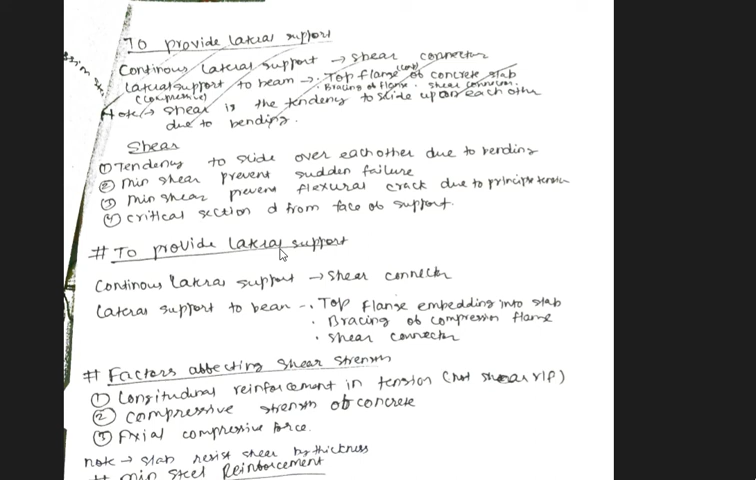 To provide lateral support
Continous lateral support → shear connector
Lateral support to beam → · Top flange of concrete slab
(compressive) · Bracing of flame · shear connector
Note → shear is the tendency to slide upon each other
due to bending.
Shear
① Tendency to slide over each other due to bending
② Min shear prevent sudden failure
③ Min shear prevent flexural crack due to principle tension
④ critical section d from face of support.
# To provide lateral support
Continous lateral support → shear connector
Lateral support to beam -. Top flange embedding into slab
· Bracing of compression flame
· shear connector
# Factors affecting shear strength
① Longitudinal reinforcement in tension (not shear r/f)
② Compressive strength of concrete
③ Axial compressive force.
note → slab resist shear by thickness
# Min steel Reinforcement